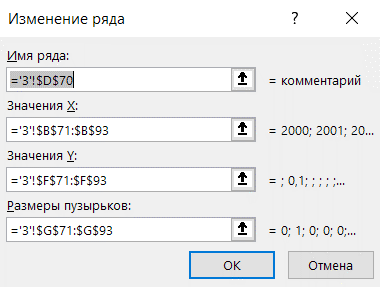 Изменение ряда ? ×
Имя ряда:
='3'!$D$70 = комментарий
Значения X:
='3'!$B$71:$B$93 = 2000; 2001; 20...
Значения Y:
='3'!$F$71:$F$93 = ; 0,1; ; ; ; ;...
Размеры пузырьков:
='3'!$G$71:$G$93 = 0; 1; 0; 0; 0;...
ОК Отмена